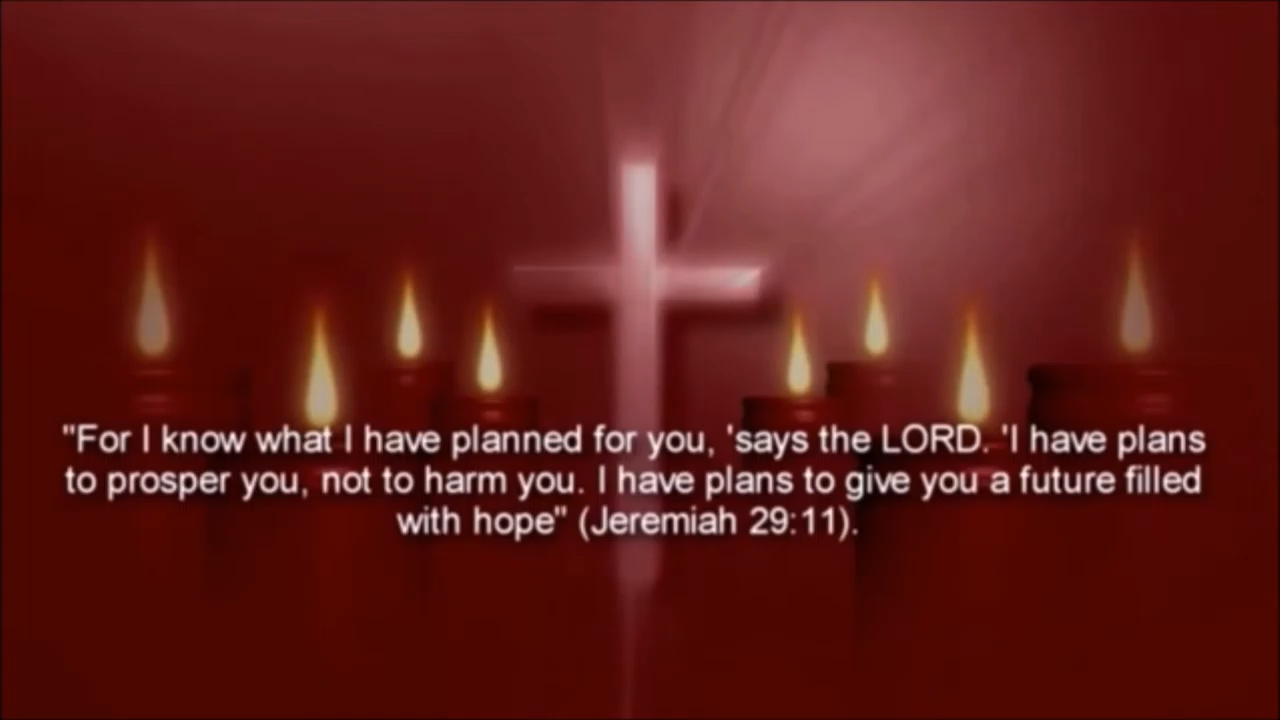 "For I know what I have planned for you, 'says the LORD. 'I have plans
to prosper you, not to harm you. I have plans to give you a future filled
with hope" (Jeremiah 29:11).